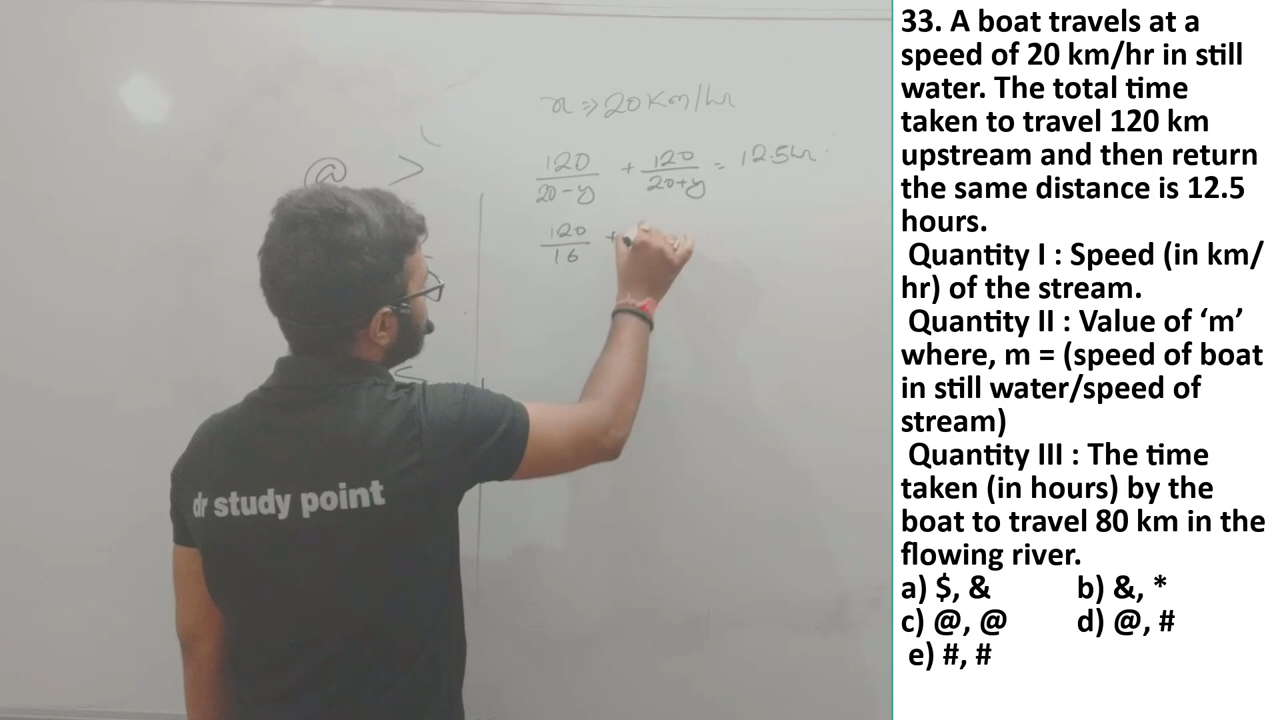 x => 20 Km/hr
@ >
120/20-y + 120/20+y = 12.5hr
120/16 +
<
dr study point
33. A boat travels at a
speed of 20 km/hr in still
water. The total time
taken to travel 120 km
upstream and then return
the same distance is 12.5
hours.
Quantity I : Speed (in km/
hr) of the stream.
Quantity II : Value of ‘m’
where, m = (speed of boat
in still water/speed of
stream)
Quantity III : The time
taken (in hours) by the
boat to travel 80 km in the
flowing river.
a) $, & b) &, *
c) @, @ d) @, #
e) #, #